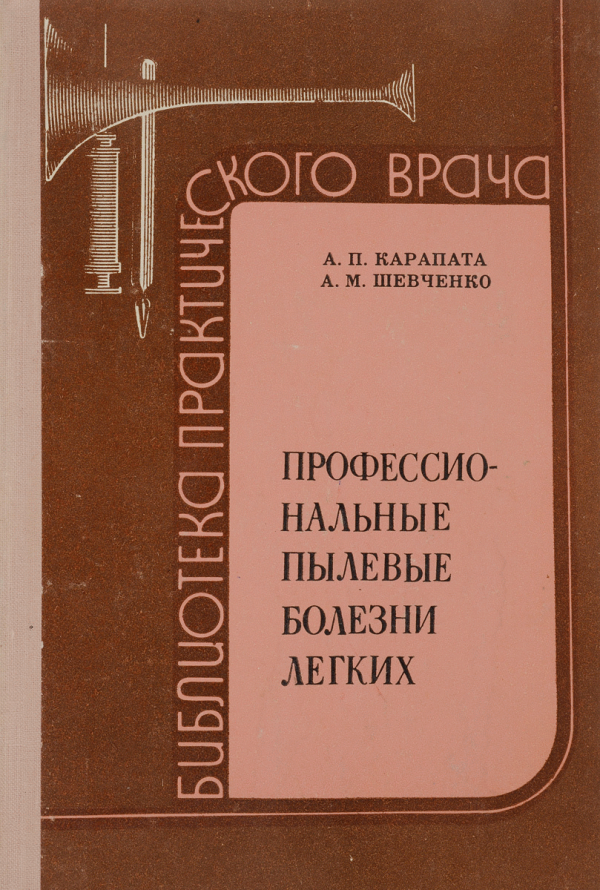 БИБЛИОТЕКА ПРАКТИЧЕСКОГО ВРАЧА
А. П. КАРАПАТА
А. М. ШЕВЧЕНКО
ПРОФЕССИО-
НАЛЬНЫЕ
ПЫЛЕВЫЕ
БОЛЕЗНИ
ЛЕГКИХ